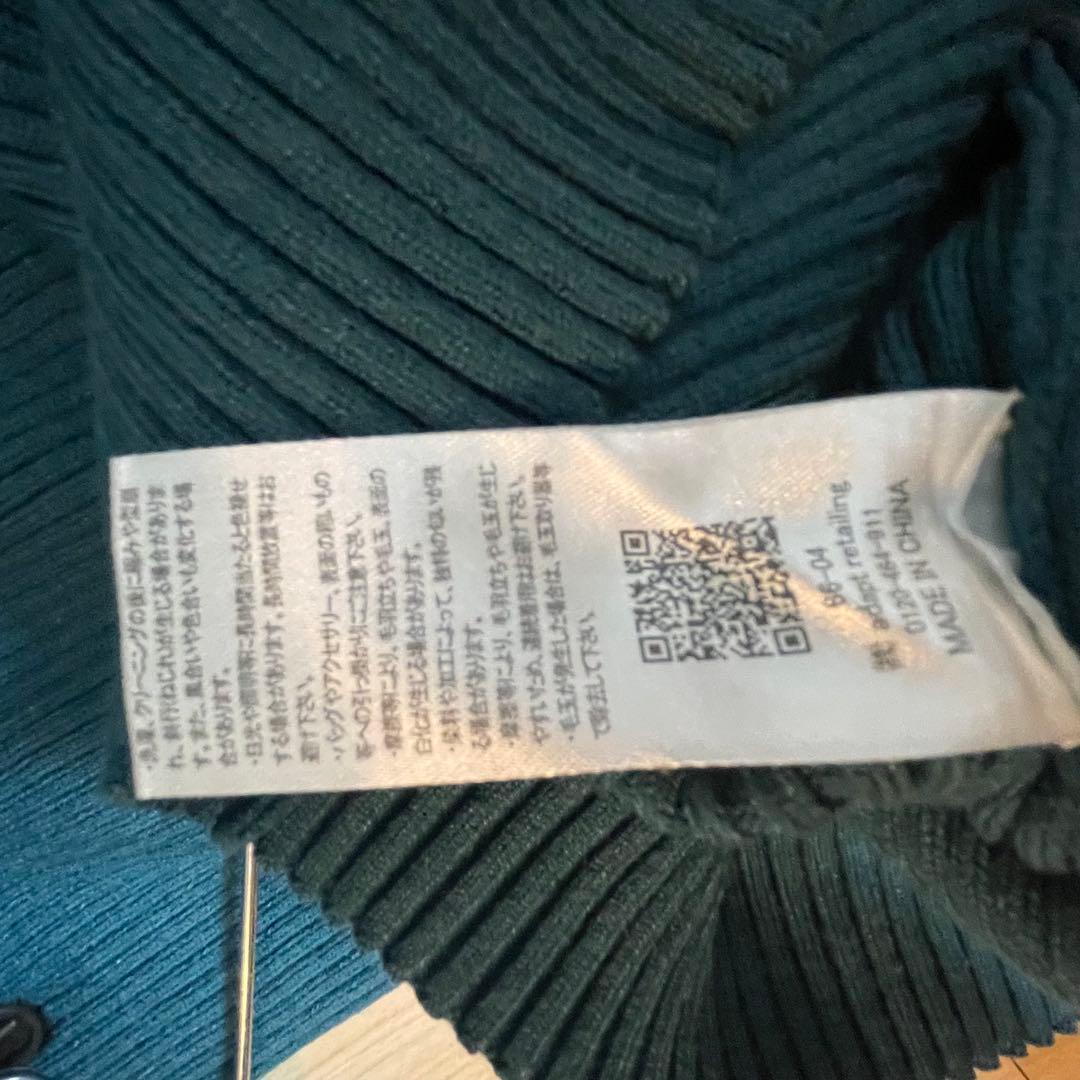 ・洗濯、クリーニングの後に縮みや型崩
れ、斜行(ねじれ)が生じる場合がありま
す。また、風合いや色合いも変化する場
合があります。
・日光や照明等に長時間当たると色褪せ
する場合があります。長時間放置等はお
避け下さい。
・バッグやアクセサリー、表面の粗いもの
等への引っ掛かりにご注意下さい。
・摩擦等により、毛羽立ちや毛玉、表面の
白化が生じる場合があります。
・染料や加工によって、独特の匂いが残
る場合があります。
・摩擦等により、毛羽立ちや毛玉が生じ
やすいため、連続着用はお避け下さい。
・毛玉が発生した場合は、毛玉取り器等
で除去して下さい。
adapt retailing
0120-464-911
MADE IN CHINA